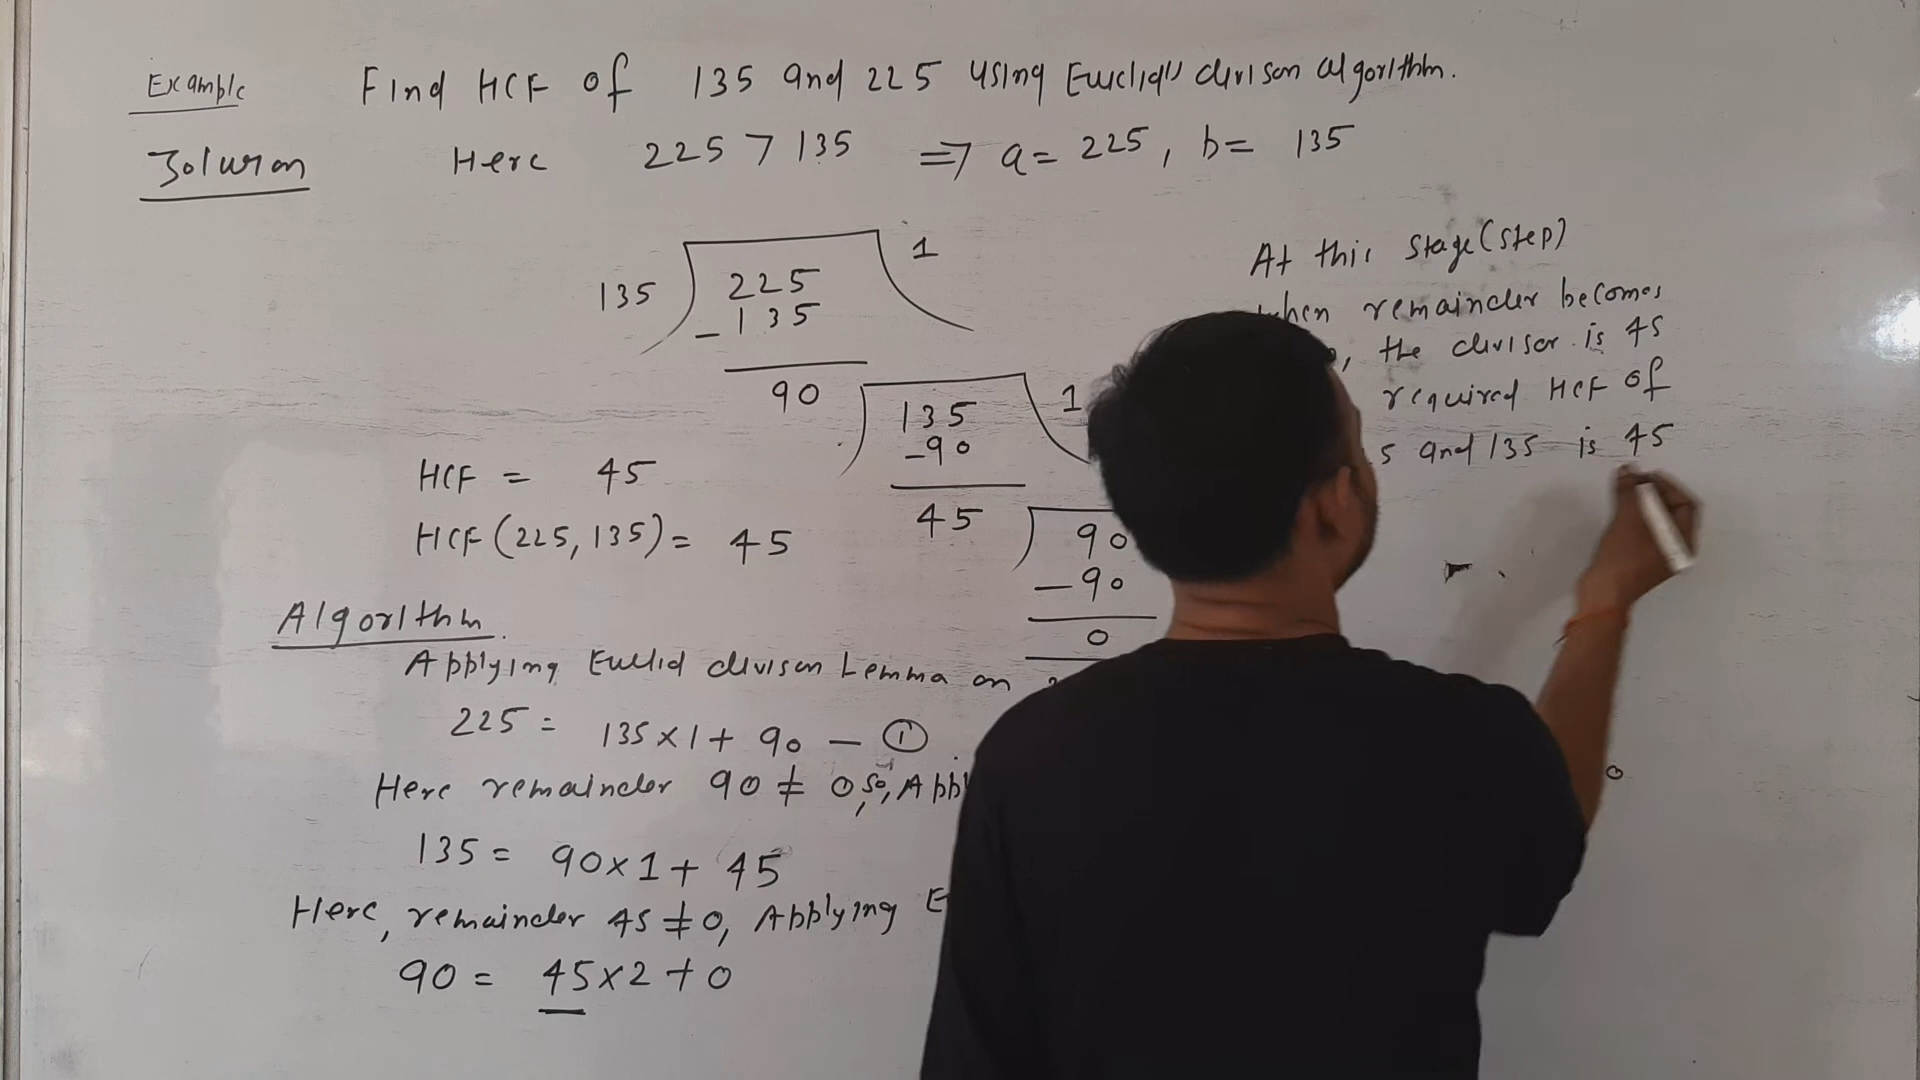 Example Find HCF of 135 and 225 using Euclid's divison algorithm.
Solution Here 225 > 135 => a = 225, b = 135
135 225 1
-135
90 135 1
-90
45 90
-90
0
HCF = 45
HCF (225, 135) = 45
Algorithm
Applying Euclid divison Lemma on
225 = 135 x 1 + 90 — ①
Here remainder 90 ≠ 0, so, Appl
135 = 90 x 1 + 45
Here, remainder 45 ≠ 0, Applying E
90 = 45 x 2 + 0
At this stage (step)
when remainder becomes
, the divisor is 45
required HCF of
5 and 135 is 45
0